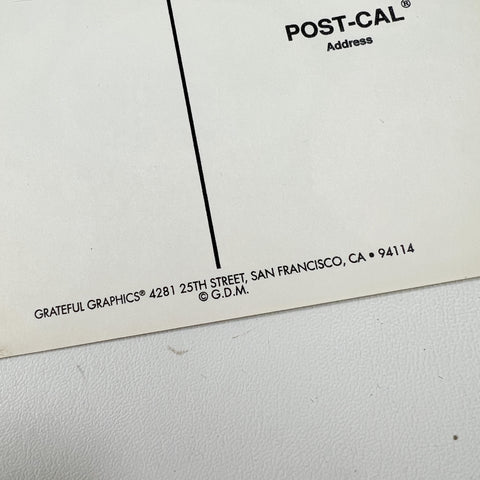 POST-CAL®
Address
GRATEFUL GRAPHICS® 4281 25TH STREET, SAN FRANCISCO, CA • 94114
© G.D.M.